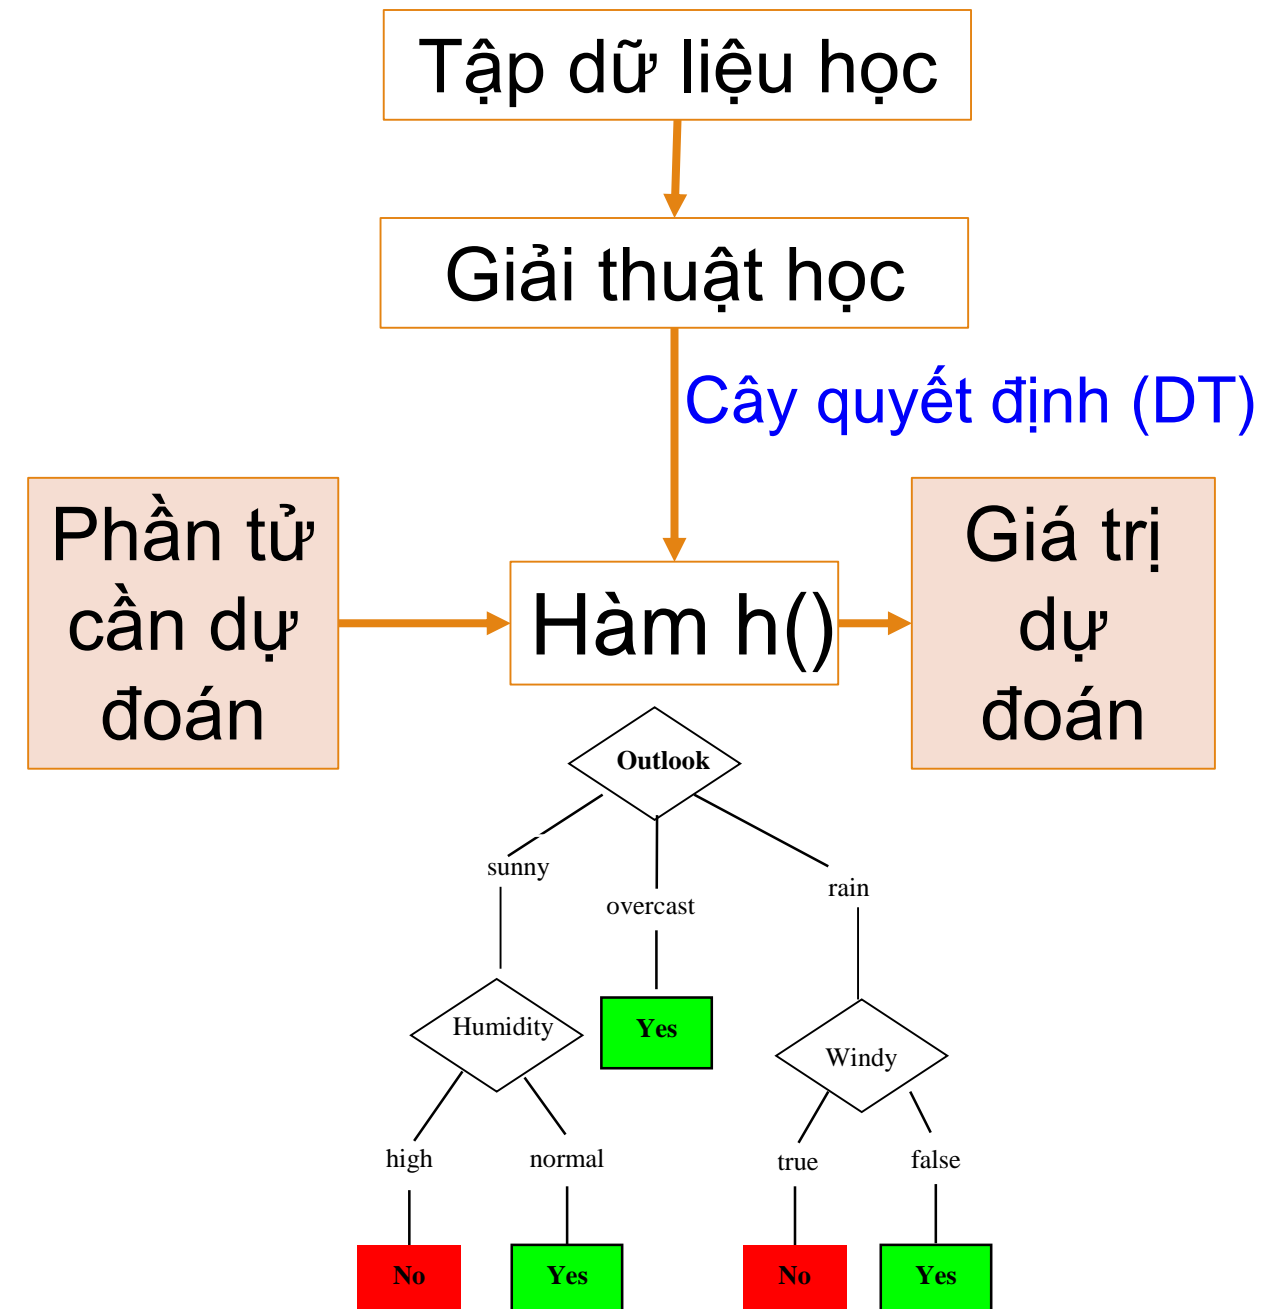 Tập dữ liệu học
Giải thuật học
Cây quyết định (DT)
Phần tử
cần dự
đoán
Hàm h()
Giá trị
dự
đoán
Outlook
sunny
overcast
rain
Humidity
Yes
Windy
high
normal
true
false
No
Yes
No
Yes